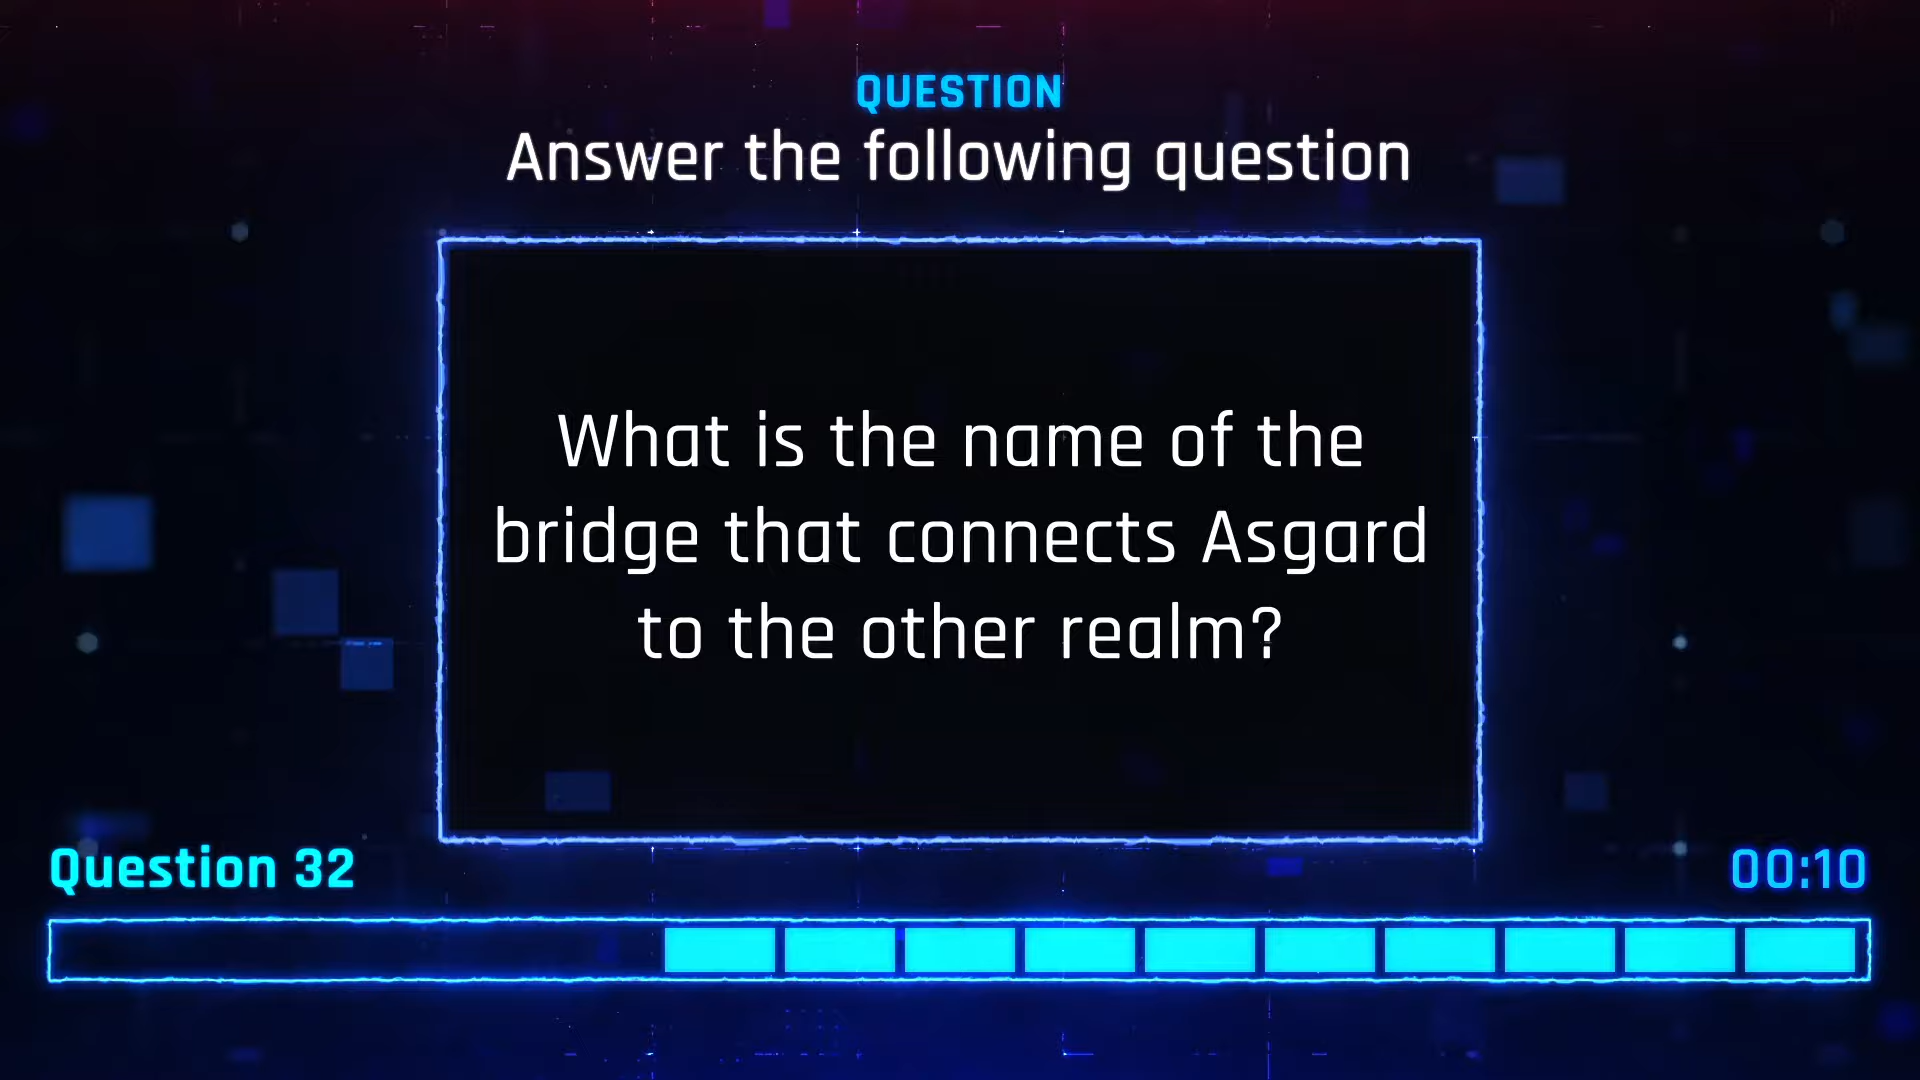 QUESTION
Answer the following question
What is the name of the
bridge that connects Asgard
to the other realm?
Question 32
00:10